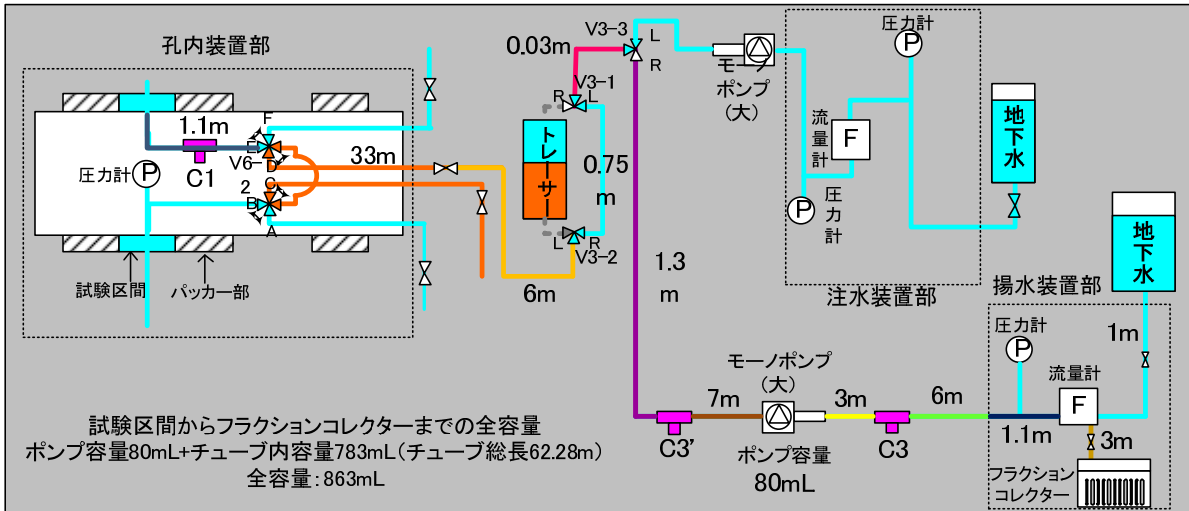 孔内装置部
1.1m
C1
圧力計
P
V6-
2
F
E
D
C
B
A
33m
試験区間
パッカー部
6m
0.03m
V3-1
R
L
トレーサー
0.75
m
L
R
V3-2
V3-3
L
R
モーノ
ポンプ
(大)
圧力計
P
流量計
F
P
圧力計
地下水
注水装置部
1.3
m
揚水装置部
地下水
圧力計
P
1m
流量計
F
1.1m
3m
フラクション
コレクター
C3'
7m
モーノポンプ
(大)
3m
C3
6m
ポンプ容量
80mL
試験区間からフラクションコレクターまでの全容量
ポンプ容量80mL+チューブ内容量783mL(チューブ総長62.28m)
全容量:863mL